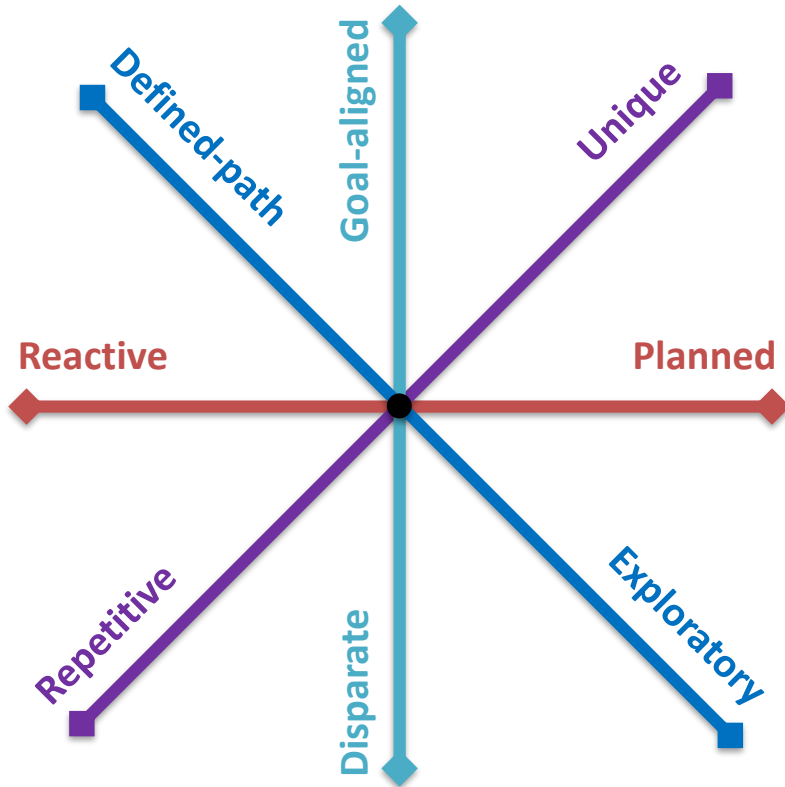 Defined-path
Goal-aligned
Unique
Reactive
Planned
Repetitive
Disparate
Exploratory